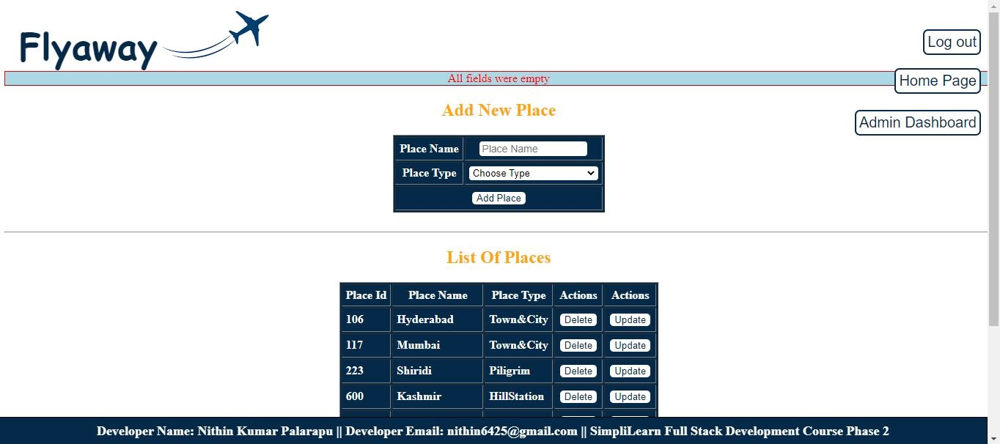 Flyaway
Log out
All fields were empty
Home Page
Add New Place
Admin Dashboard
Place Name Place Name
Place Type Choose Type
Add Place
List Of Places
Place Id Place Name Place Type Actions Actions
106 Hyderabad Town&City Delete Update
117 Mumbai Town&City Delete Update
223 Shiridi Piligrim Delete Update
600 Kashmir HillStation Delete Update
Developer Name: Nithin Kumar Palarapu || Developer Email: nithin6425@gmail.com || SimpliLearn Full Stack Development Course Phase 2